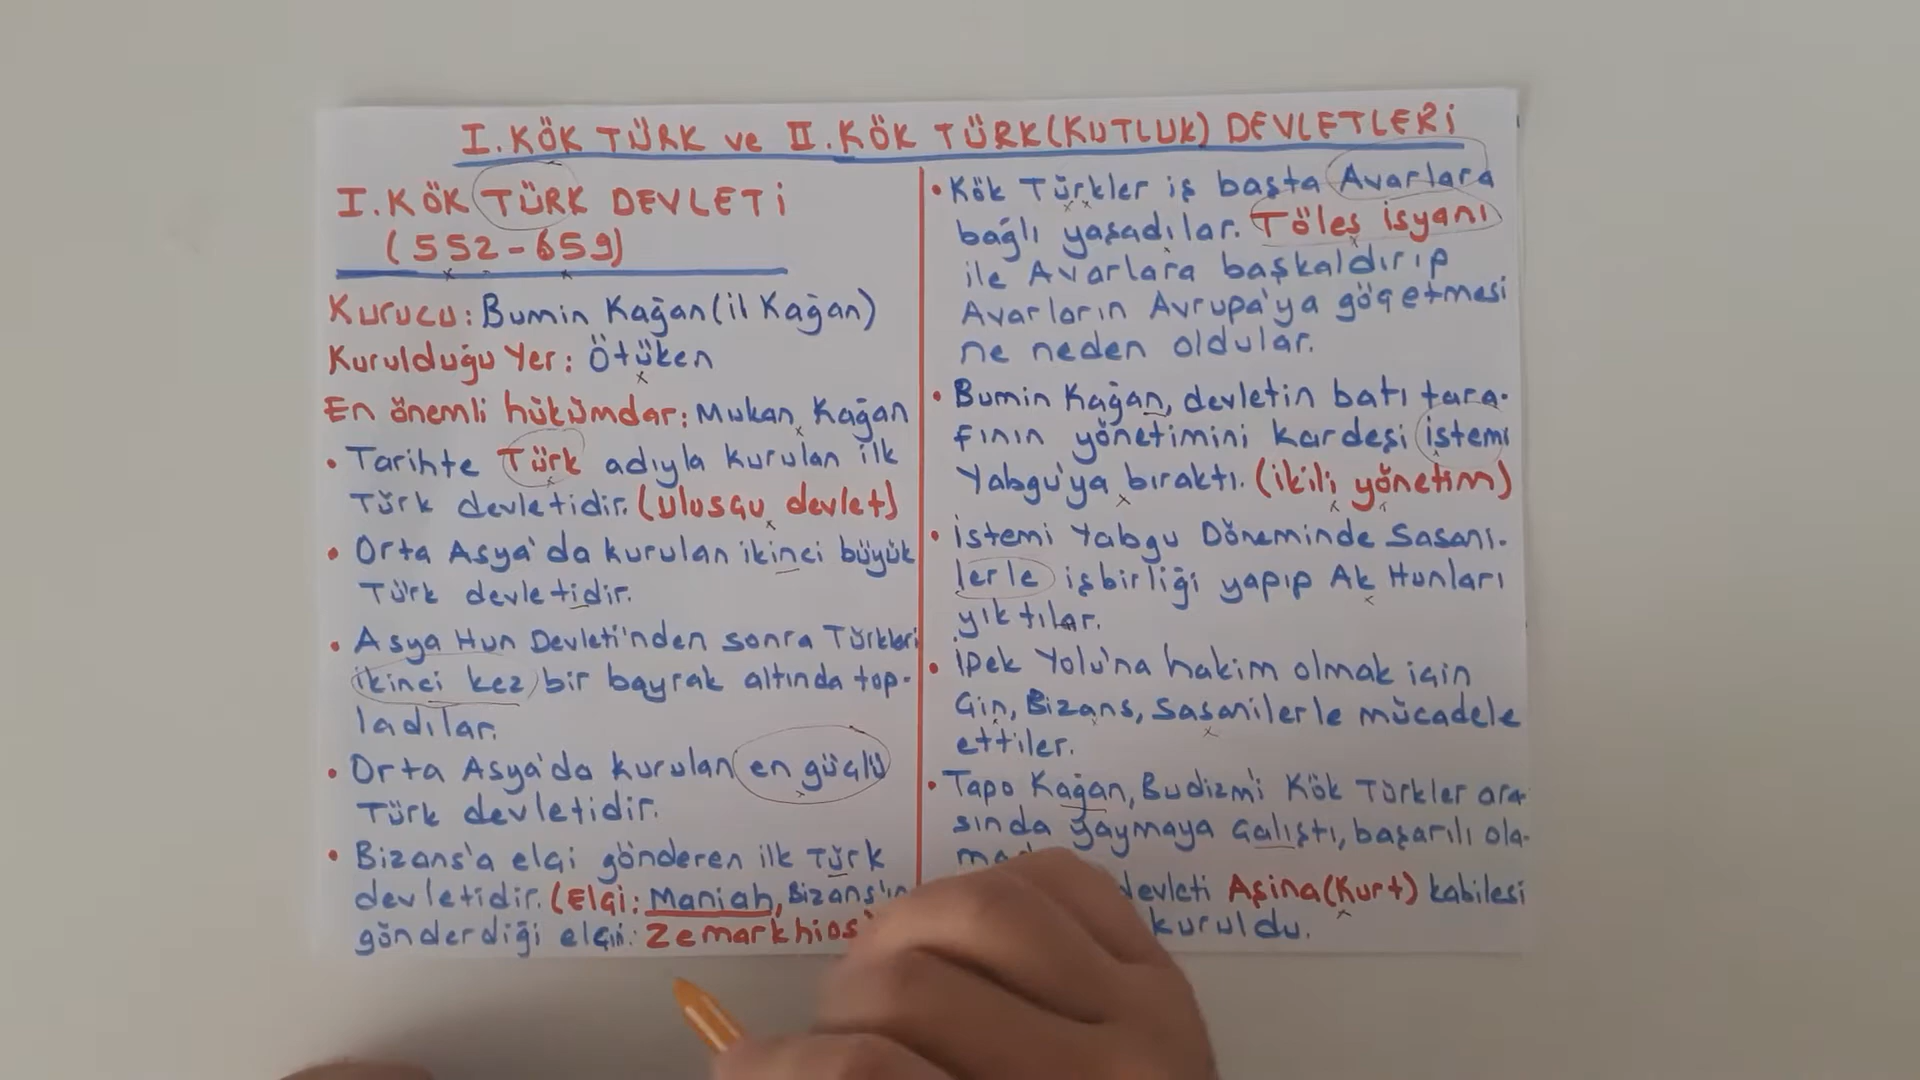 I. KÖK TÜRK ve II. KÖK TÜRK (KUTLUK) DEVLETLERİ
I. KÖK TÜRK DEVLETİ
(552-659)
Kurucu: Bumin Kağan (il Kağan)
Kurulduğu Yer: Ötüken
En önemli hükümdar: Mukan Kağan
• Tarihte Türk adıyla kurulan ilk
Türk devletidir. (ulusçu devlet)
• Orta Asya'da kurulan ikinci büyük
Türk devletidir.
• Asya Hun Devleti'nden sonra Türkleri
ikinci kez bir bayrak altında top-
ladılar.
• Orta Asya'da kurulan en güçlü
Türk devletidir.
• Bizans'a elçi gönderen ilk Türk
devletidir. (Elçi: Maniah, Bizans'ın
gönderdiği elçi: Zemarkhios
• Kök Türkler iş başta Avarlara
bağlı yaşadılar. Töleş isyanı
ile Avarlara başkaldırıp
Avarların Avrupa'ya göçetmesi
ne neden oldular.
• Bumin Kağan, devletin batı tara-
fının yönetimini kardeşi İstemi
Yabgu'ya bıraktı. (ikili yönetim)
• İstemi Yabgu Döneminde Sasani-
lerle işbirliği yapıp Ak Hunları
yıktılar.
• İpek Yolu'na hakim olmak için
Çin, Bizans, Sasanilerle mücadele
ettiler.
• Tapo Kağan, Budizm'i Kök Türkler ara-
sında yaymaya çalıştı, başarılı ola-
devleti Aşina (Kurt) kabilesi
kuruldu.